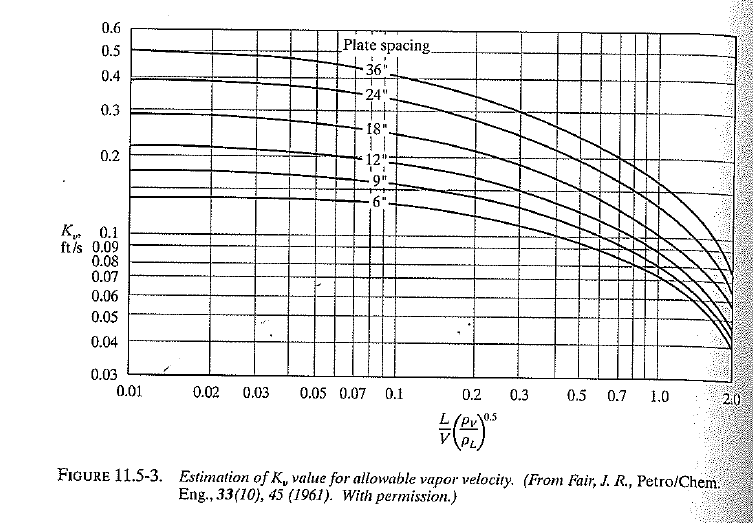 0.6
Plate spacing
0.5
36"
0.4
24"
0.3
18"
0.2
12"
9"
6"
K_v,
ft/s
0.1
0.09
0.08
0.07
0.06
0.05
0.04
0.03
0.01 0.02 0.03 0.05 0.07 0.1 0.2 0.3 0.5 0.7 1.0 2.0
L/V (ρ_V/ρ_L)^0.5
FIGURE 11.5-3. Estimation of K_v value for allowable vapor velocity. (From Fair, J. R., Petro/Chem.
Eng., 33(10), 45 (1961). With permission.)